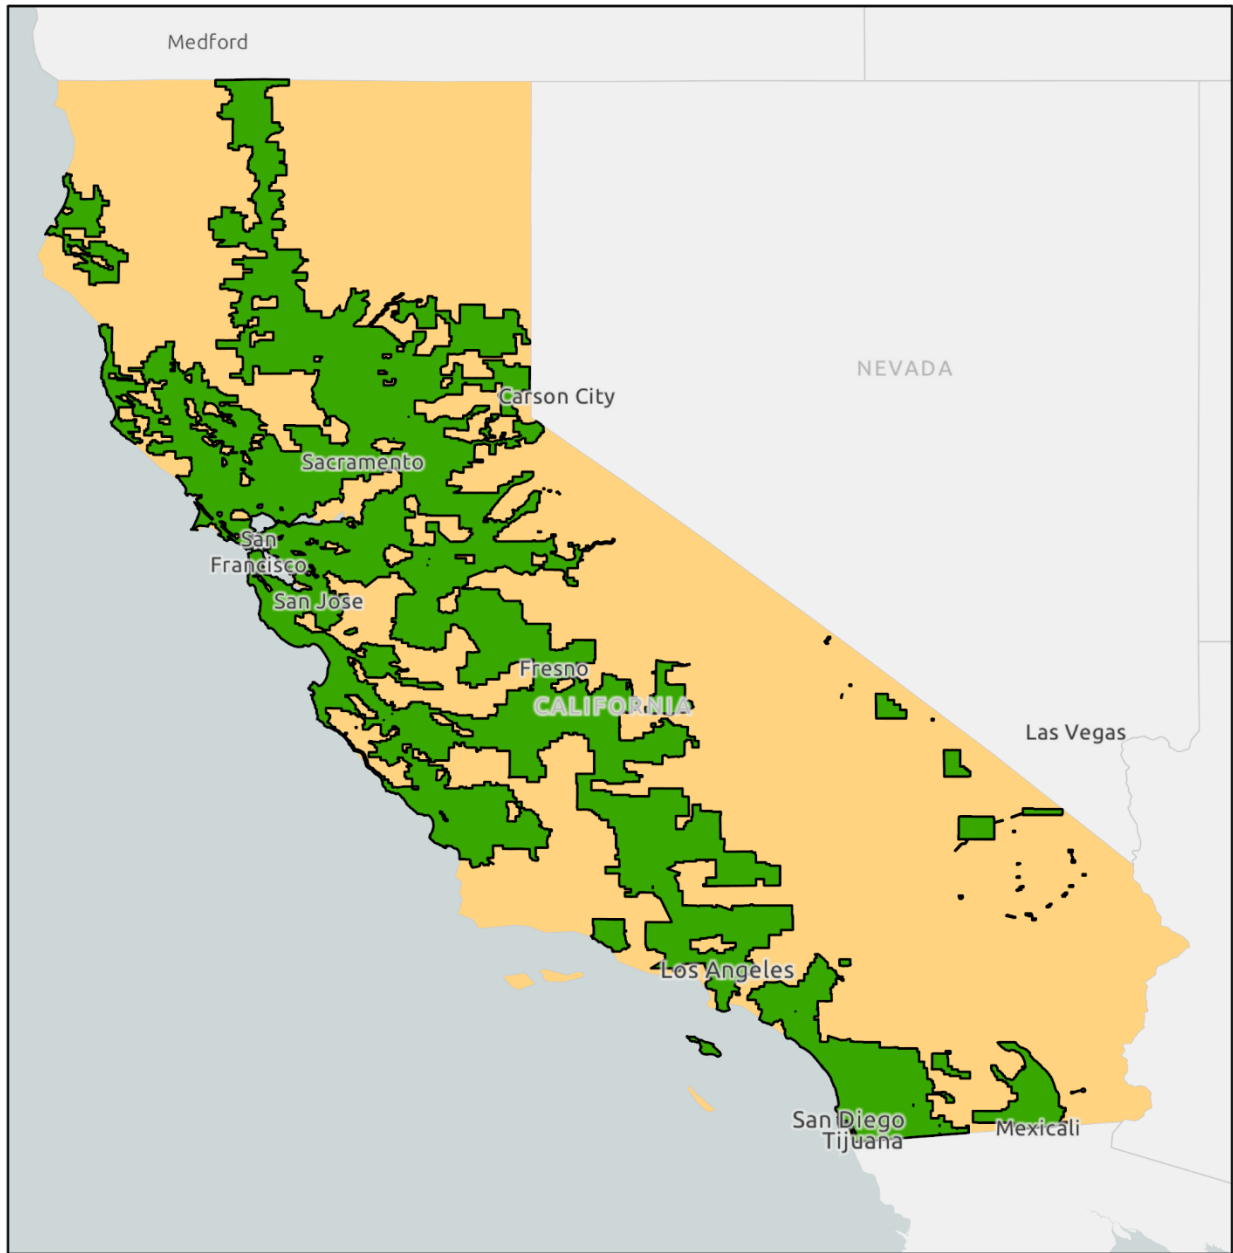 Medford
NEVADA
Carson City
Sacramento
San
Francisco
San Jose
Fresno
CALIFORNIA
Las Vegas
Los Angeles
San Diego
Tijuana
Mexicali